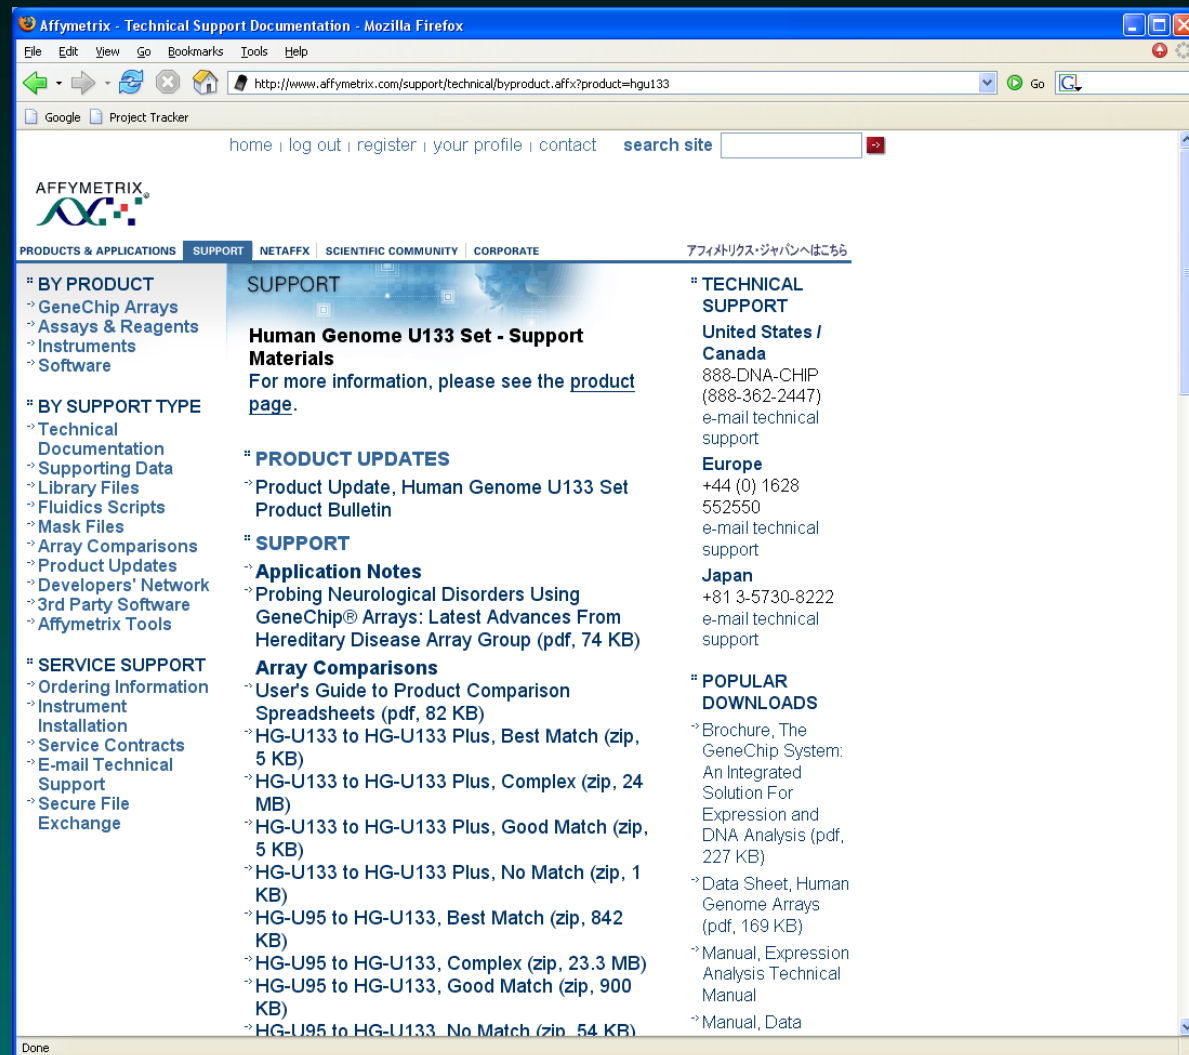 Affymetrix - Technical Support Documentation - Mozilla Firefox
File Edit View Go Bookmarks Tools Help
http://www.affymetrix.com/support/technical/byproduct.affx?product=hgu133
Go
G
Google Project Tracker
home | log out | register | your profile | contact search site
AFFYMETRIX®
PRODUCTS & APPLICATIONS SUPPORT NETAFFX SCIENTIFIC COMMUNITY CORPORATE
アフィメトリクス・ジャパンへはこちら
BY PRODUCT
GeneChip Arrays
Assays & Reagents
Instruments
Software
BY SUPPORT TYPE
Technical
Documentation
Supporting Data
Library Files
Fluidics Scripts
Mask Files
Array Comparisons
Product Updates
Developers' Network
3rd Party Software
Affymetrix Tools
SERVICE SUPPORT
Ordering Information
Instrument
Installation
Service Contracts
E-mail Technical
Support
Secure File
Exchange
SUPPORT
Human Genome U133 Set - Support
Materials
For more information, please see the product
page.
PRODUCT UPDATES
Product Update, Human Genome U133 Set
Product Bulletin
SUPPORT
Application Notes
Probing Neurological Disorders Using
GeneChip® Arrays: Latest Advances From
Hereditary Disease Array Group (pdf, 74 KB)
Array Comparisons
User's Guide to Product Comparison
Spreadsheets (pdf, 82 KB)
HG-U133 to HG-U133 Plus, Best Match (zip,
5 KB)
HG-U133 to HG-U133 Plus, Complex (zip, 24
MB)
HG-U133 to HG-U133 Plus, Good Match (zip,
5 KB)
HG-U133 to HG-U133 Plus, No Match (zip, 1
KB)
HG-U95 to HG-U133, Best Match (zip, 842
KB)
HG-U95 to HG-U133, Complex (zip, 23.3 MB)
HG-U95 to HG-U133, Good Match (zip, 900
KB)
HG-U95 to HG-U133, No Match (zip, 54 KB)
TECHNICAL
SUPPORT
United States /
Canada
888-DNA-CHIP
(888-362-2447)
e-mail technical
support
Europe
+44 (0) 1628
552550
e-mail technical
support
Japan
+81 3-5730-8222
e-mail technical
support
POPULAR
DOWNLOADS
Brochure, The
GeneChip System:
An Integrated
Solution For
Expression and
DNA Analysis (pdf,
227 KB)
Data Sheet, Human
Genome Arrays
(pdf, 169 KB)
Manual, Expression
Analysis Technical
Manual
Manual, Data
Done